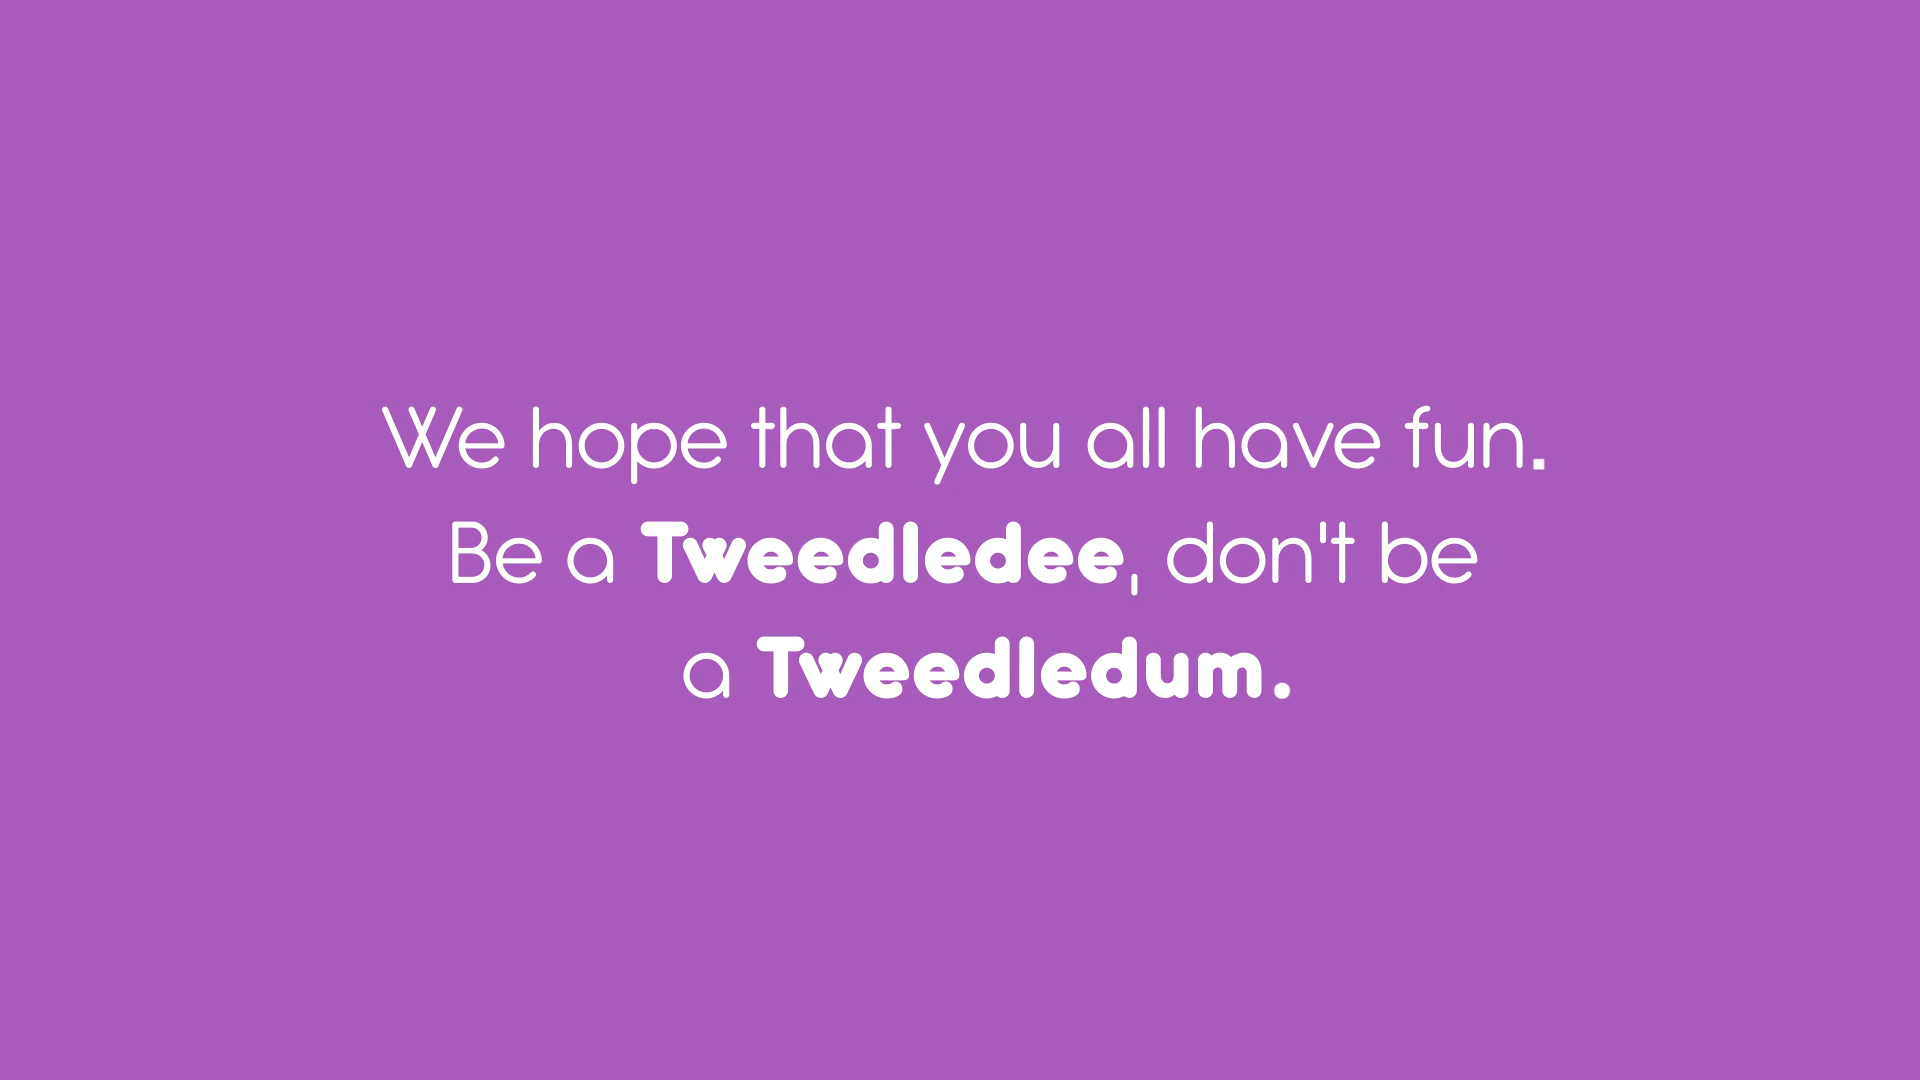 We hope that you all have fun.
Be a Tweedledee, don't be
a Tweedledum.